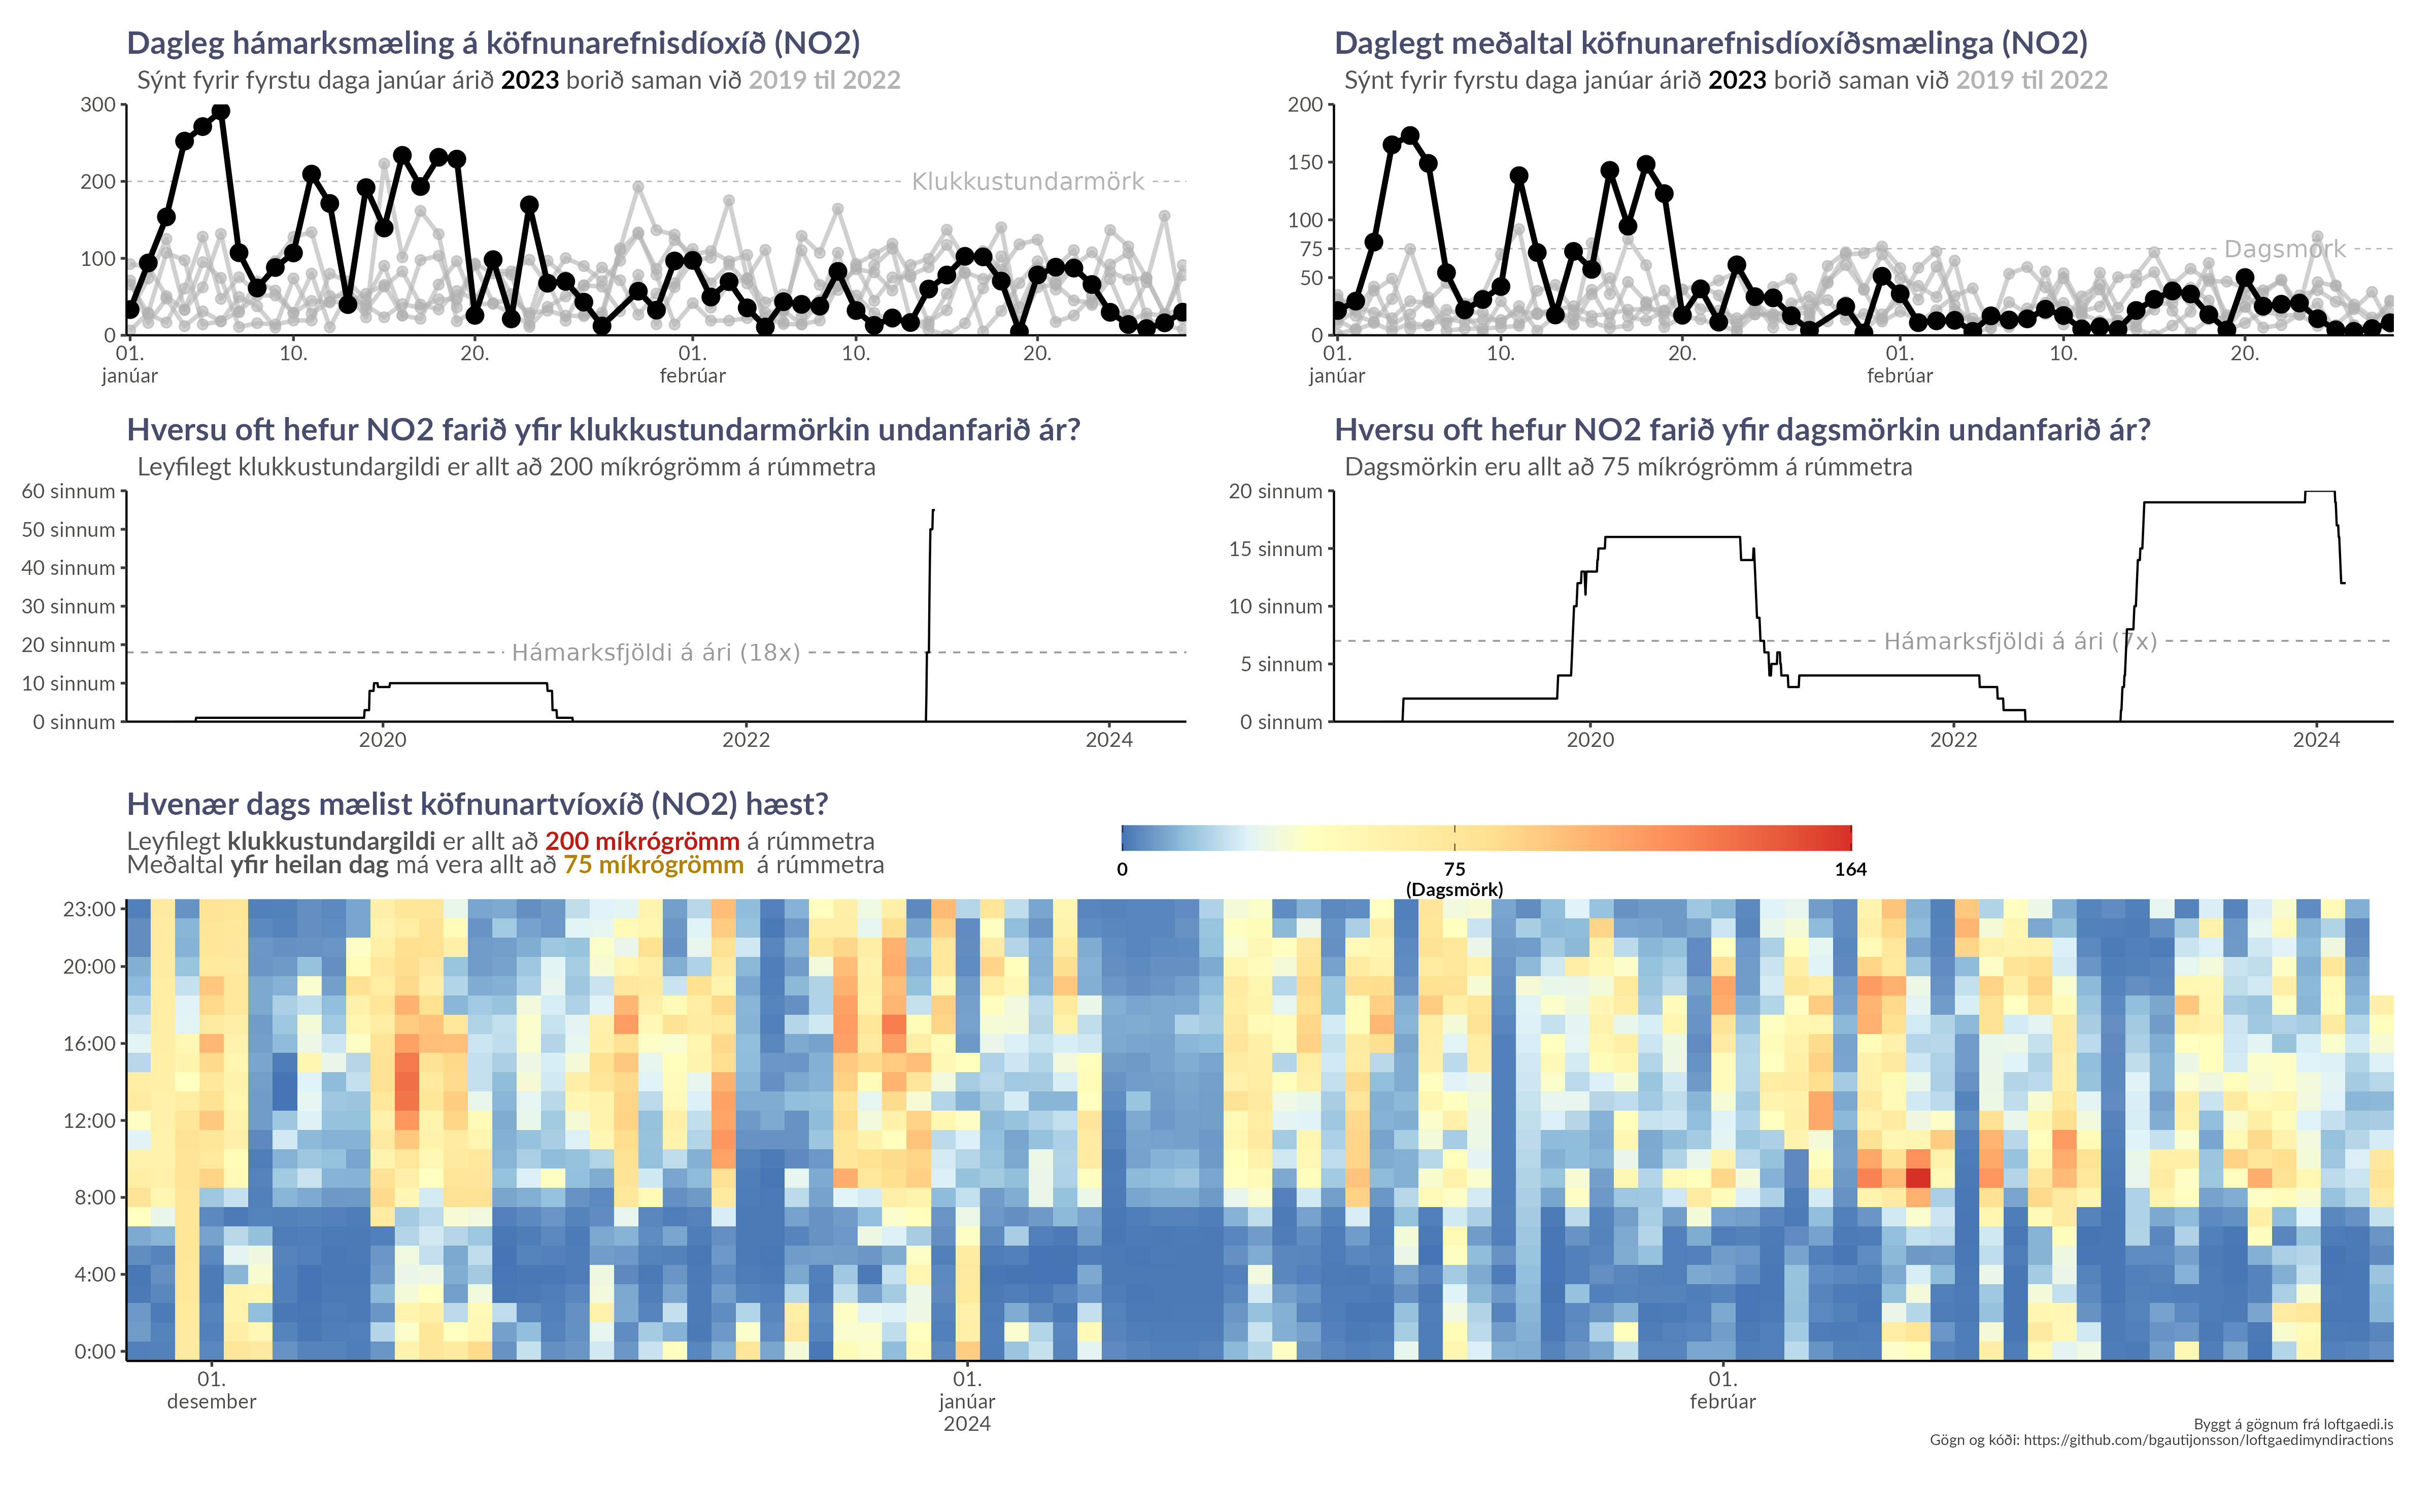 Dagleg hámarksmæling á köfnunarefnisdíoxíð (NO2)
Sýnt fyrir fyrstu daga janúar árið 2023 borið saman við 2019 til 2022
300
200
100
0
Klukkustundarmörk
01.
janúar
10.
20.
01.
febrúar
10.
20.
Daglegt meðaltal köfnunarefnisdíoxíðsmælinga (NO2)
Sýnt fyrir fyrstu daga janúar árið 2023 borið saman við 2019 til 2022
200
150
100
75
50
0
Dagsmörk
01.
janúar
10.
20.
01.
febrúar
10.
20.
Hversu oft hefur NO2 farið yfir klukkustundarmörkin undanfarið ár?
Leyfilegt klukkustundargildi er allt að 200 míkrógrömm á rúmmetra
60 sinnum
50 sinnum
40 sinnum
30 sinnum
20 sinnum
10 sinnum
0 sinnum
Hámarksfjöldi á ári (18x)
2020
2022
2024
Hversu oft hefur NO2 farið yfir dagsmörkin undanfarið ár?
Dagsmörkin eru allt að 75 míkrógrömm á rúmmetra
20 sinnum
15 sinnum
10 sinnum
5 sinnum
0 sinnum
Hámarksfjöldi á ári (7x)
2020
2022
2024
Hvenær dags mælist köfnunartvíoxíð (NO2) hæst?
Leyfilegt klukkustundargildi er allt að 200 míkrógrömm á rúmmetra
Meðaltal yfir heilan dag má vera allt að 75 míkrógrömm á rúmmetra
0
75
(Dagsmörk)
164
23:00
20:00
16:00
12:00
8:00
4:00
0:00
01.
desember
01.
janúar
2024
01.
febrúar
Byggt á gögnum frá loftgaedi.is
Gögn og kóði: https://github.com/bgautijonsson/loftgaedimyndiractions